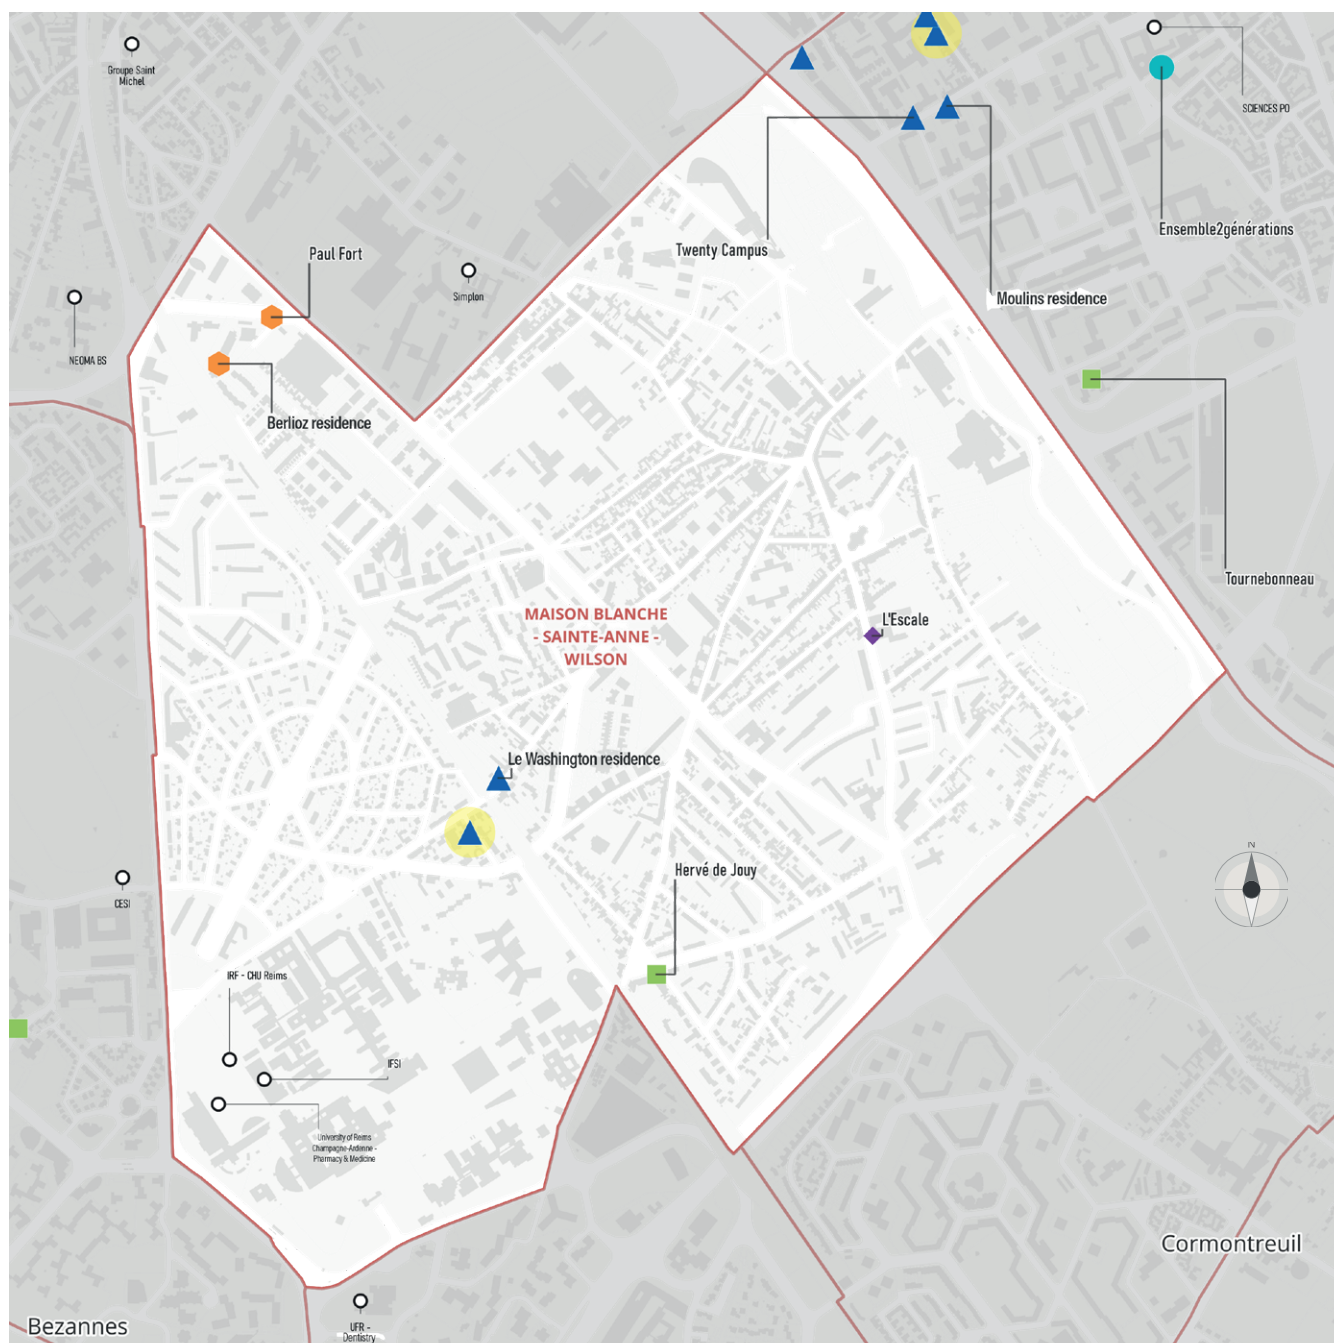 Groupe Saint
Michel
SCIENCES PO
Ensemble2générations
Paul Fort
Twenty Campus
Simplon
Moulins residence
NEOMA BS
Berlioz residence
Tournebonneau
MAISON BLANCHE
- SAINTE-ANNE -
WILSON
L'Escale
Le Washington residence
N
Hervé de Jouy
CESI
IRF - CHU Reims
IFSI
University of Reims
Champagne-Ardenne -
Pharmacy & Medicine
Cormontreuil
Bezannes
UFR -
Dentistry